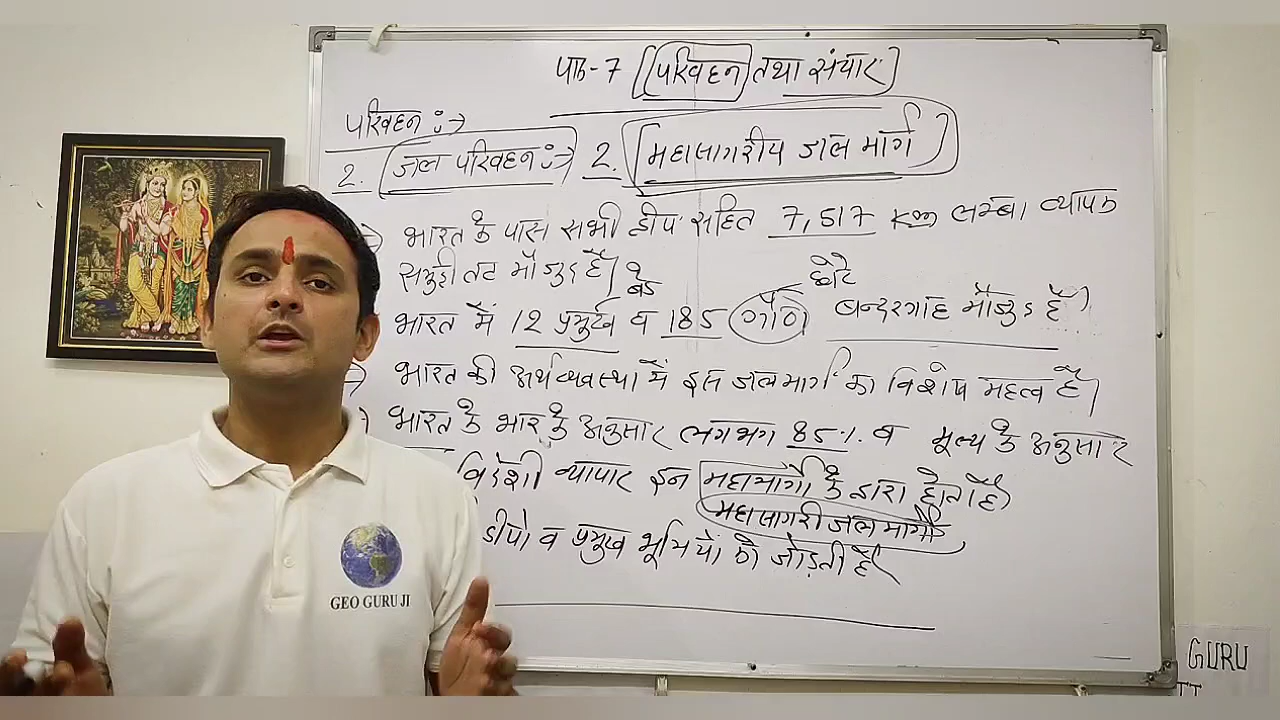 पाठ-7 [परिवहन तथा संचार]
परिवहन :->
2. जल परिवहन :-> 2. [महासागरीय जल मार्ग]
भारत के पास सभी द्वीप सहित 7,517 km लम्बा व्यापक
समुद्री तट मौजुद है।
बड़े छोटे
भारत में 12 प्रमुख व 185 गौण बन्दरगाह मौजुद है।
भारत की अर्थव्यवस्था में इस जलमार्ग का विशेष महत्व है।
भारत के भार के अनुसार लगभग 85% व मूल्य के अनुसार
विदेशी व्यापार इन महामार्गो के द्वारा होता है।
महासागरी जल मार्गो
द्वीपो व प्रमुख भूमियो को जोड़ती है
GEO GURU JI
GURU